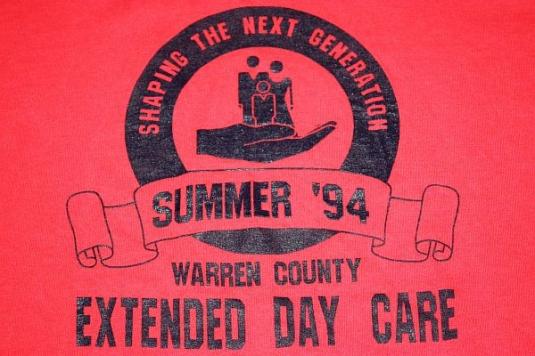 SHAPING THE NEXT GENERATION
SUMMER '94
WARREN COUNTY
EXTENDED DAY CARE